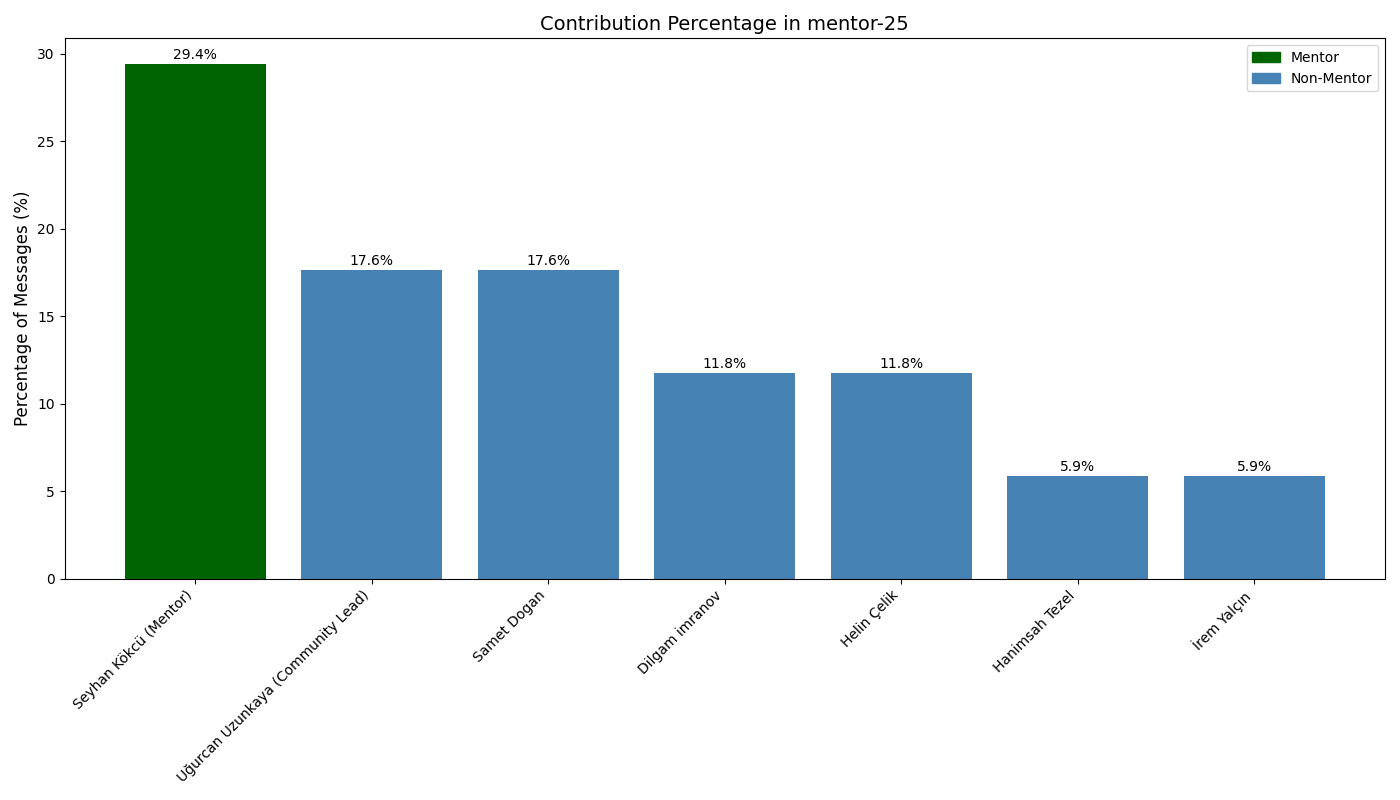 Contribution Percentage in mentor-25
Mentor
Non-Mentor
Percentage of Messages (%)
30
25
20
15
10
5
0
29.4%
17.6%
17.6%
11.8%
11.8%
5.9%
5.9%
Seyhan Kökcü (Mentor)
Uğurcan Uzunkaya (Community Lead)
Samet Dogan
Dilgam imranov
Helin Çelik
Hanimsah Tezel
İrem Yalçın